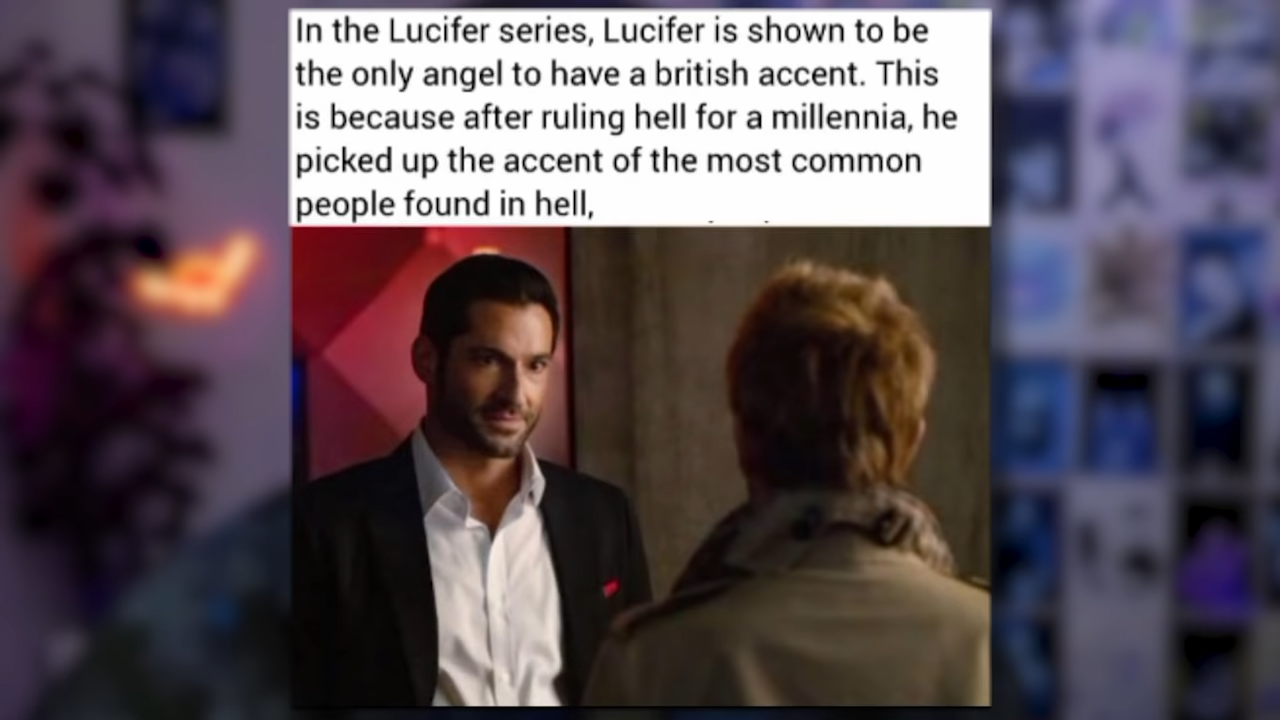 In the Lucifer series, Lucifer is shown to be
the only angel to have a british accent. This
is because after ruling hell for a millennia, he
picked up the accent of the most common
people found in hell,